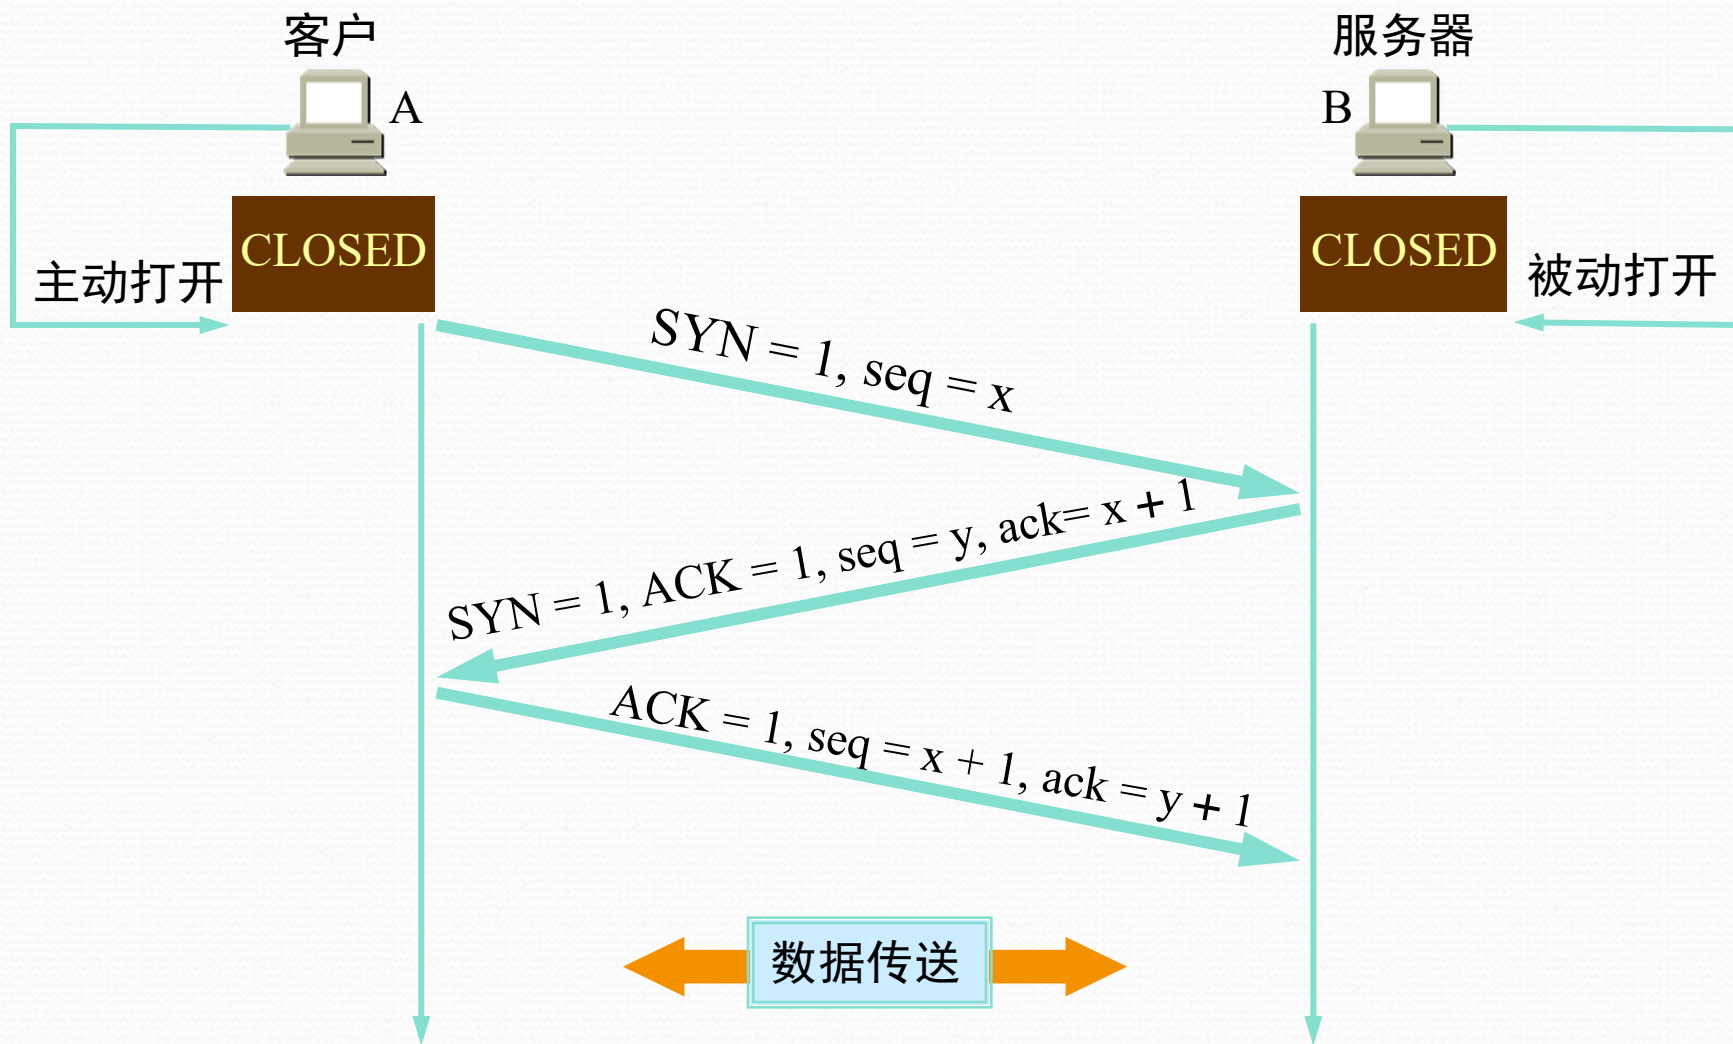 客户
服务器
A
B
CLOSED
CLOSED
主动打开
被动打开
SYN = 1, seq = x
SYN = 1, ACK = 1, seq = y, ack= x + 1
ACK = 1, seq = x + 1, ack = y + 1
数据传送